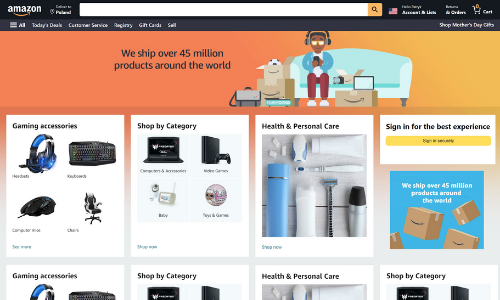 amazon
Deliver to
Poland
Hello Patryk
Account & Lists
Returns
& Orders
0
Cart
All
Today's Deals
Customer Service
Registry
Gift Cards
Sell
Shop Mother's Day Gifts
We ship over 45 million
products around the world
Gaming accessories
Headsets
Keyboards
Computer mice
Chairs
See more
Shop by Category
Computers & Accessories
Video Games
Baby
Toys & Games
Shop now
Health & Personal Care
Shop now
Sign in for the best experience
Sign in securely
We ship over 45 million
products around
the world
Gaming accessories
Shop by Category
Health & Personal Care
Shop by Category